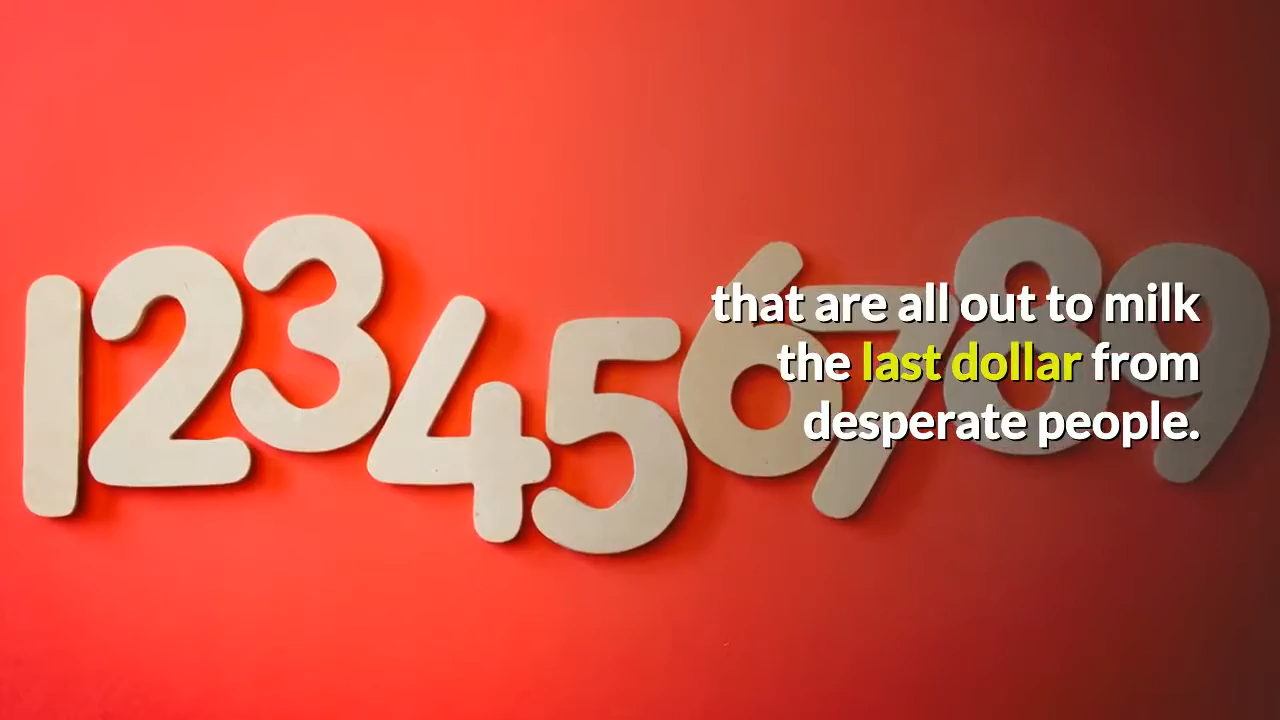 123456789
that are all out to milk
the last dollar from
desperate people.